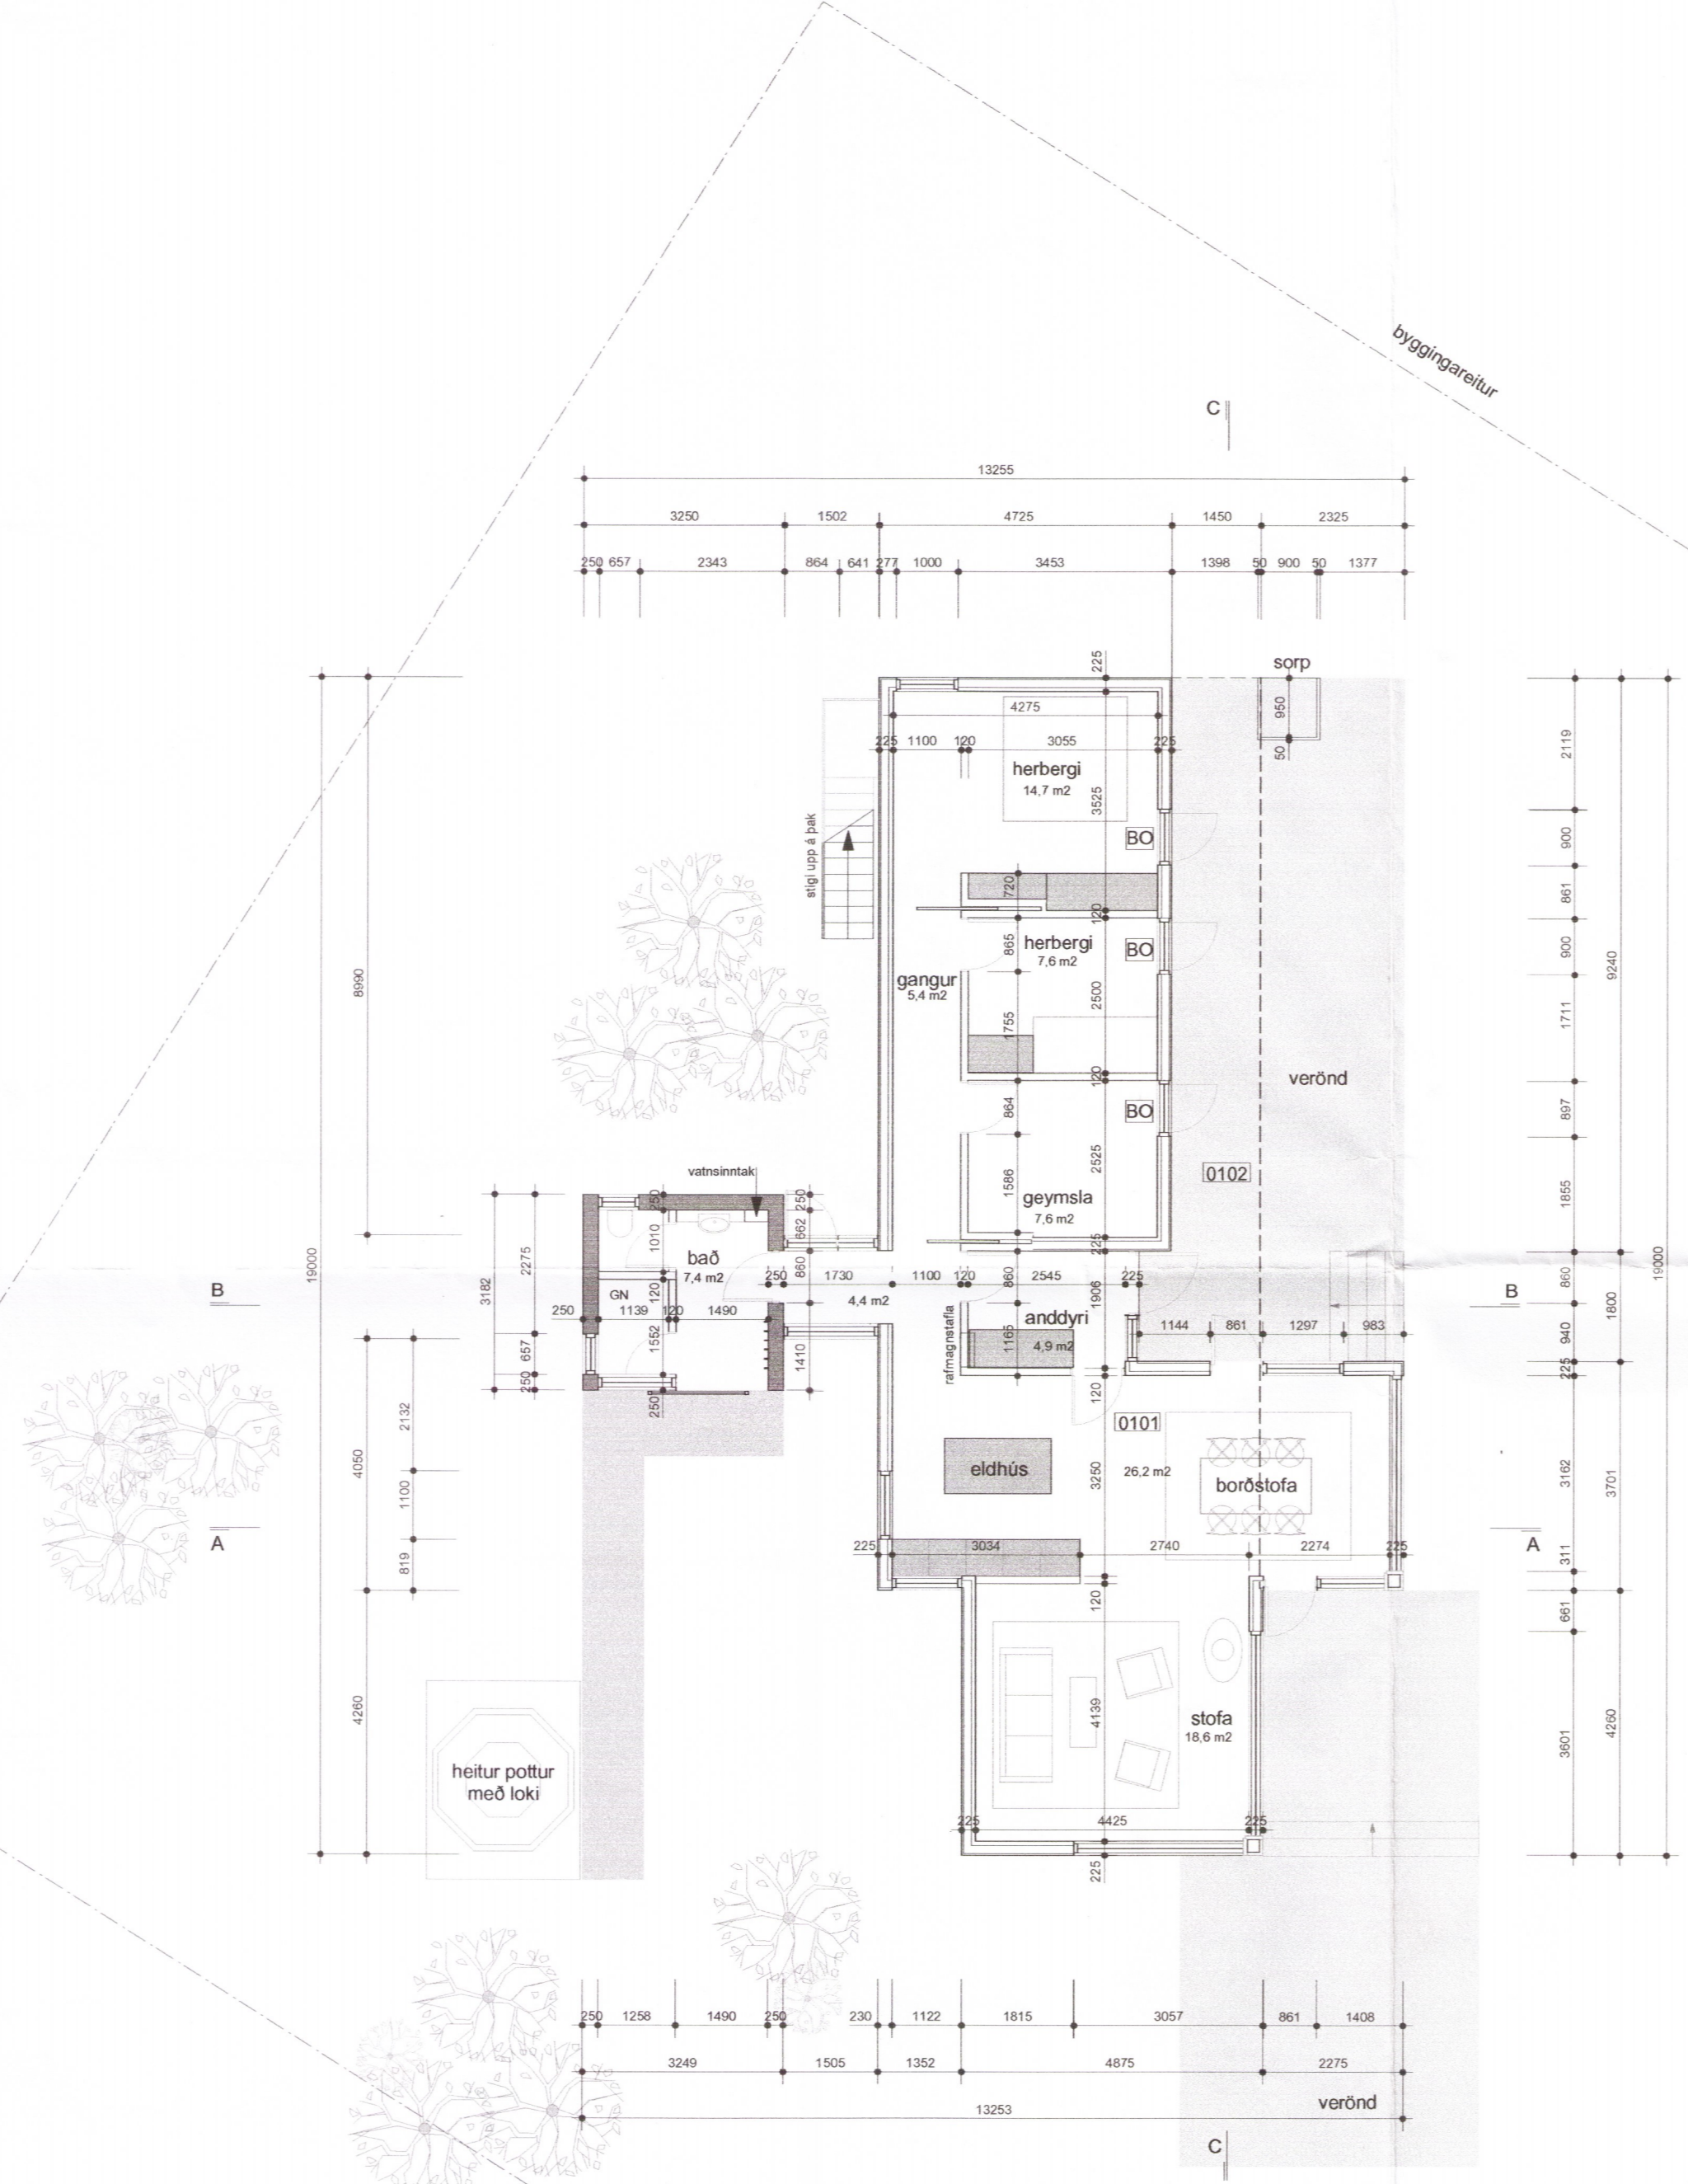 byggingareitur
C
13255
3250 1502 4725 1450 2325
250 657 2343 864 641 277 1000 3453 1398 50 900 50 1377
sorp
225
950
50
4275
225 1100 120 3055 225
herbergi
14,7 m2
3525
BO
stigi upp á þak
720
120
865
herbergi
7,6 m2
BO
gangur
5,4 m2
2500
1755
120
864
BO
verönd
2525
1586
geymsla
7,6 m2
0102
225
2119
900
861
900
1711
897
1855
860
940
225
3162
311
661
3601
9240
1800
3701
4260
19000
8990
19000
4050
4260
2132
1100
819
vatnsinntak
250
1010
bað
7,4 m2
120
GN
250 1139 120 1490
1552
250
3182
2275
657
250
250
662
860
1410
B
250 1730 1100 120 2545 225
4,4 m2
860
1906
B
anddyri
4,9 m2
1165
rafmagnstafla
1144 861 1297 983
120
0101
eldhús
3250
26,2 m2
borðstofa
A
225 3034 2740 2274 225
A
120
4139
stofa
18,6 m2
225 4425 225
225
heitur pottur
með loki
250 1258 1490 250 230 1122 1815 3057 861 1408
3249 1505 1352 4875 2275
13253
verönd
C